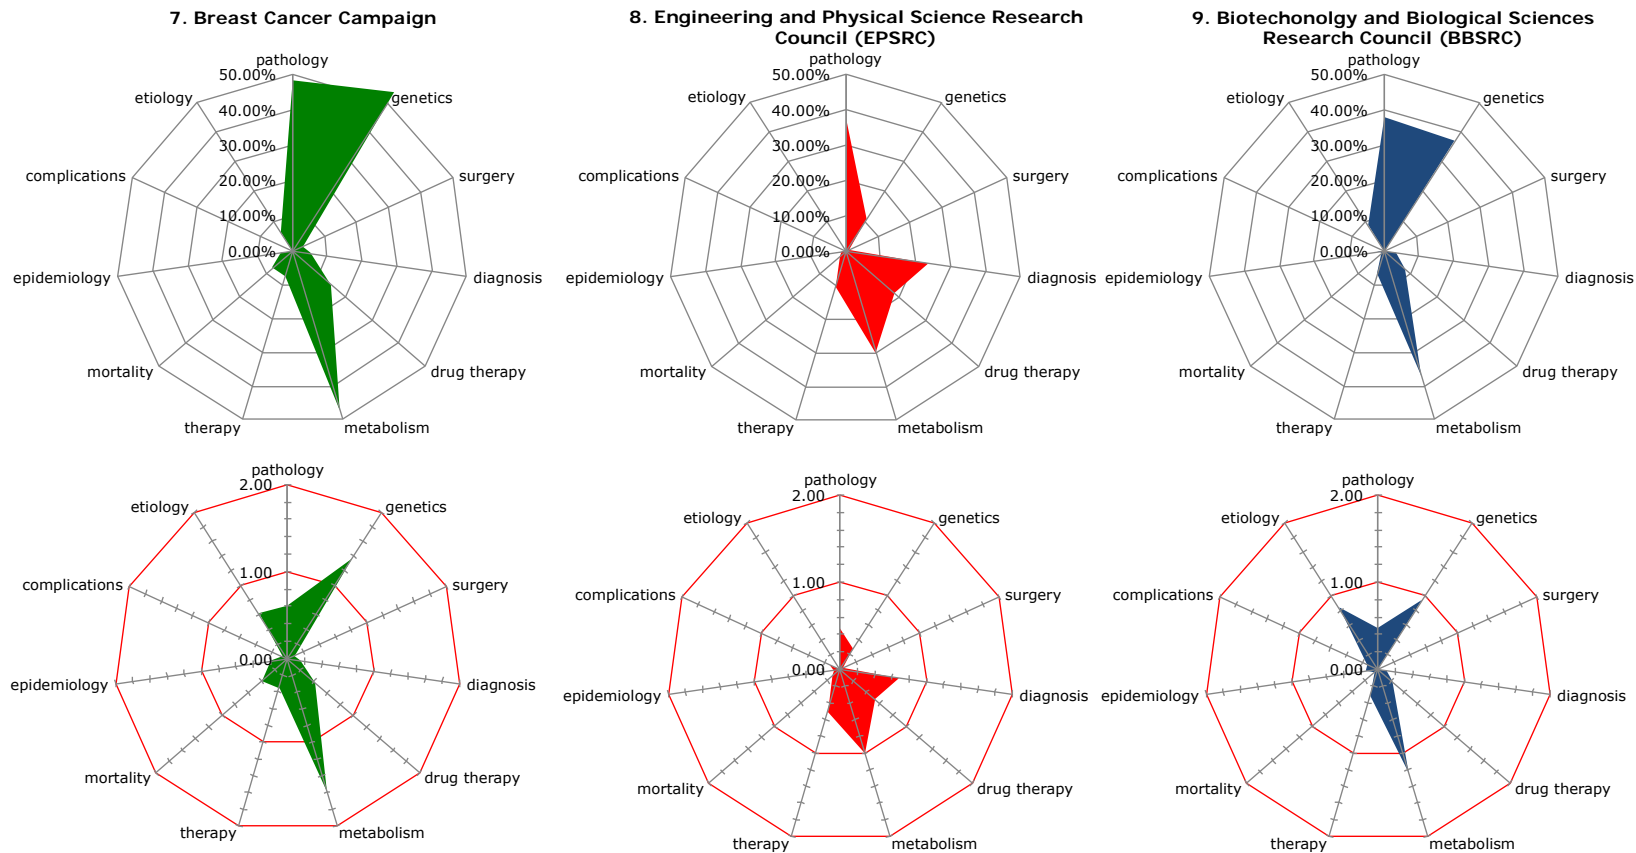 7. Breast Cancer Campaign
8. Engineering and Physical Science Research
Council (EPSRC)
9. Biotechonolgy and Biological Sciences
Research Council (BBSRC)
pathology
50.00%
genetics
etiology
40.00%
30.00%
complications
surgery
20.00%
10.00%
0.00%
epidemiology
diagnosis
mortality
drug therapy
therapy
metabolism
pathology
50.00%
genetics
etiology
40.00%
30.00%
complications
surgery
20.00%
10.00%
0.00%
epidemiology
diagnosis
mortality
drug therapy
therapy
metabolism
pathology
50.00%
genetics
etiology
40.00%
30.00%
complications
surgery
20.00%
10.00%
0.00%
epidemiology
diagnosis
mortality
drug therapy
therapy
metabolism
pathology
2.00
etiology
genetics
1.00
complications
surgery
0.00
epidemiology
diagnosis
mortality
drug therapy
therapy
metabolism
pathology
2.00
etiology
genetics
1.00
complications
surgery
0.00
epidemiology
diagnosis
mortality
drug therapy
therapy
metabolism
pathology
2.00
etiology
genetics
1.00
complications
surgery
0.00
epidemiology
diagnosis
mortality
drug therapy
therapy
metabolism